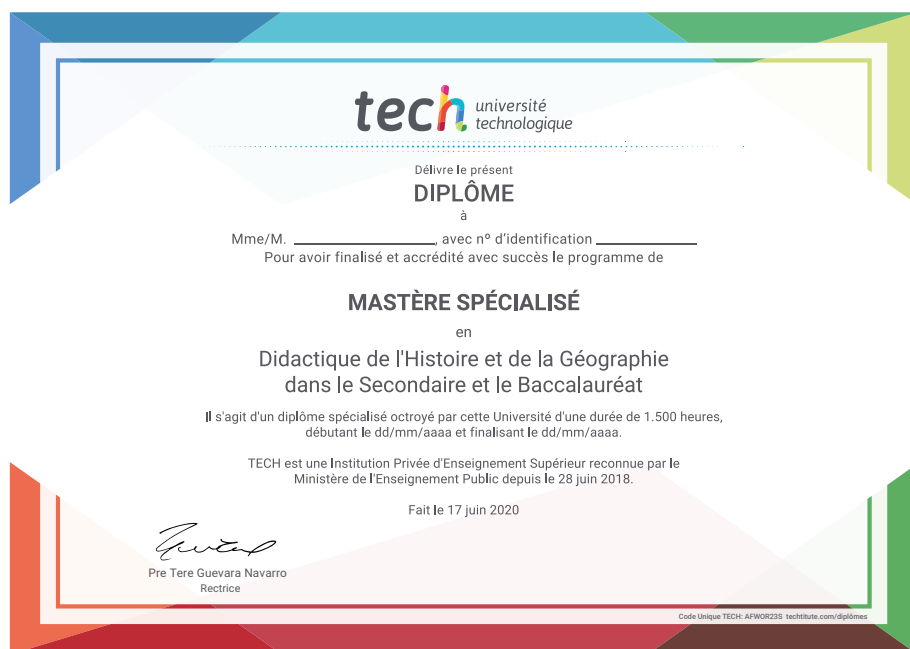 tech université
technologique
Délivre le présent
DIPLÔME
à
Mme/M. ____________________, avec nº d'identification ______________
Pour avoir finalisé et accrédité avec succès le programme de
MASTÈRE SPÉCIALISÉ
en
Didactique de l'Histoire et de la Géographie
dans le Secondaire et le Baccalauréat
Il s'agit d'un diplôme spécialisé octroyé par cette Université d'une durée de 1.500 heures,
débutant le dd/mm/aaaa et finalisant le dd/mm/aaaa.
TECH est une Institution Privée d'Enseignement Supérieur reconnue par le
Ministère de l'Enseignement Public depuis le 28 juin 2018.
Fait le 17 juin 2020
Pre Tere Guevara Navarro
Rectrice
Code Unique TECH: AFWOR23S techtitute.com/diplômes